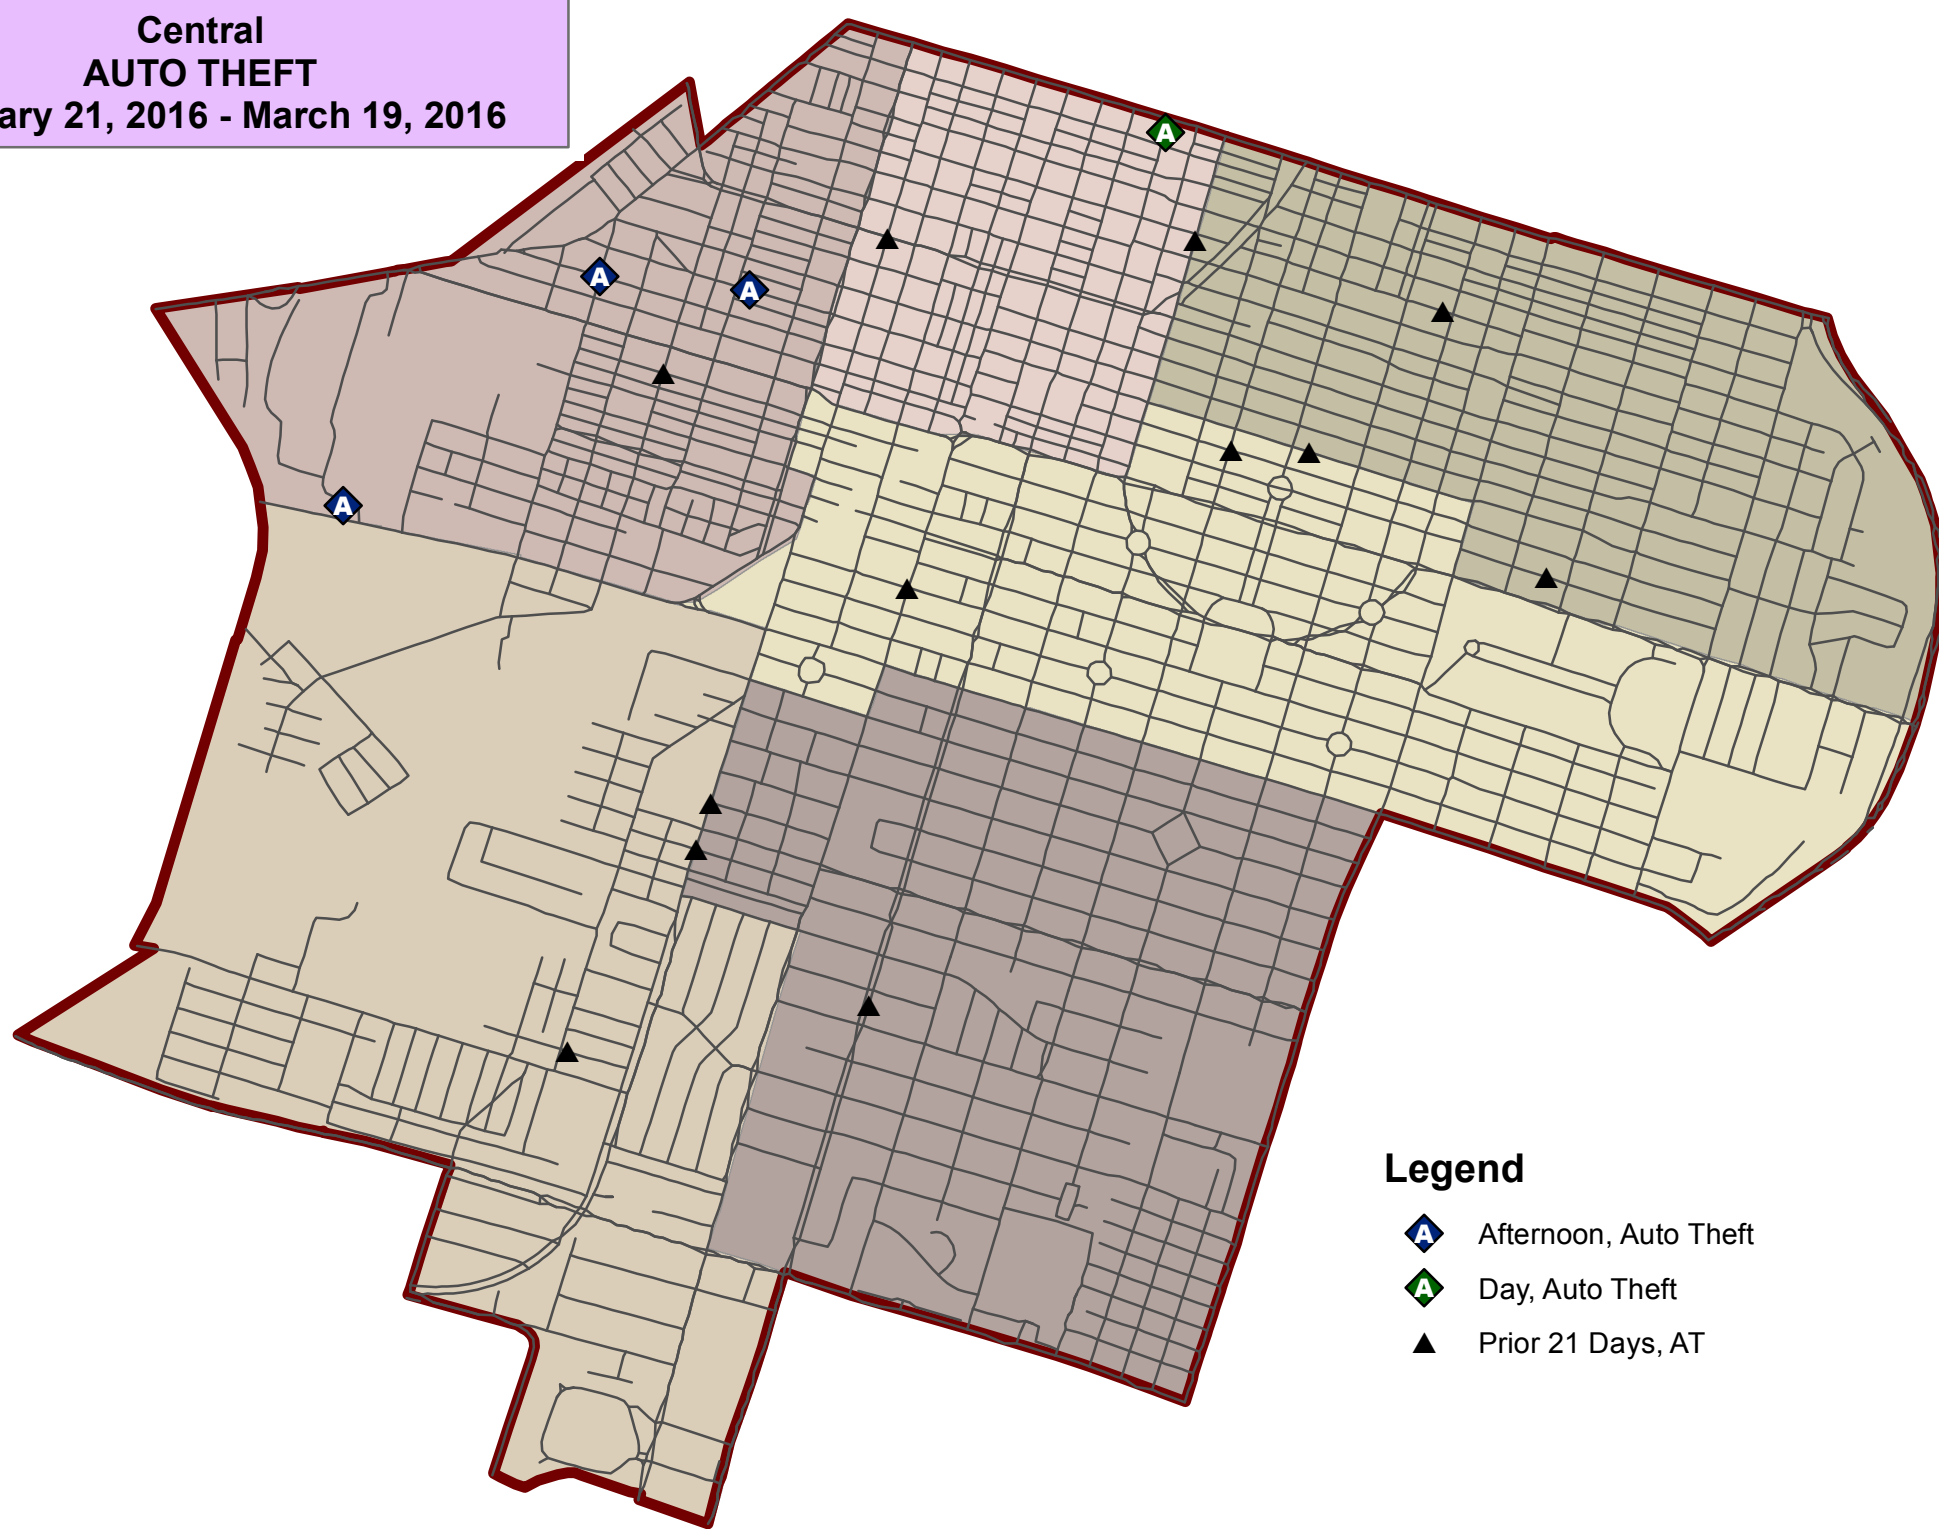 Central
AUTO THEFT
ary 21, 2016 - March 19, 2016
A
A
A
A
Legend
A Afternoon, Auto Theft
A Day, Auto Theft
Prior 21 Days, AT